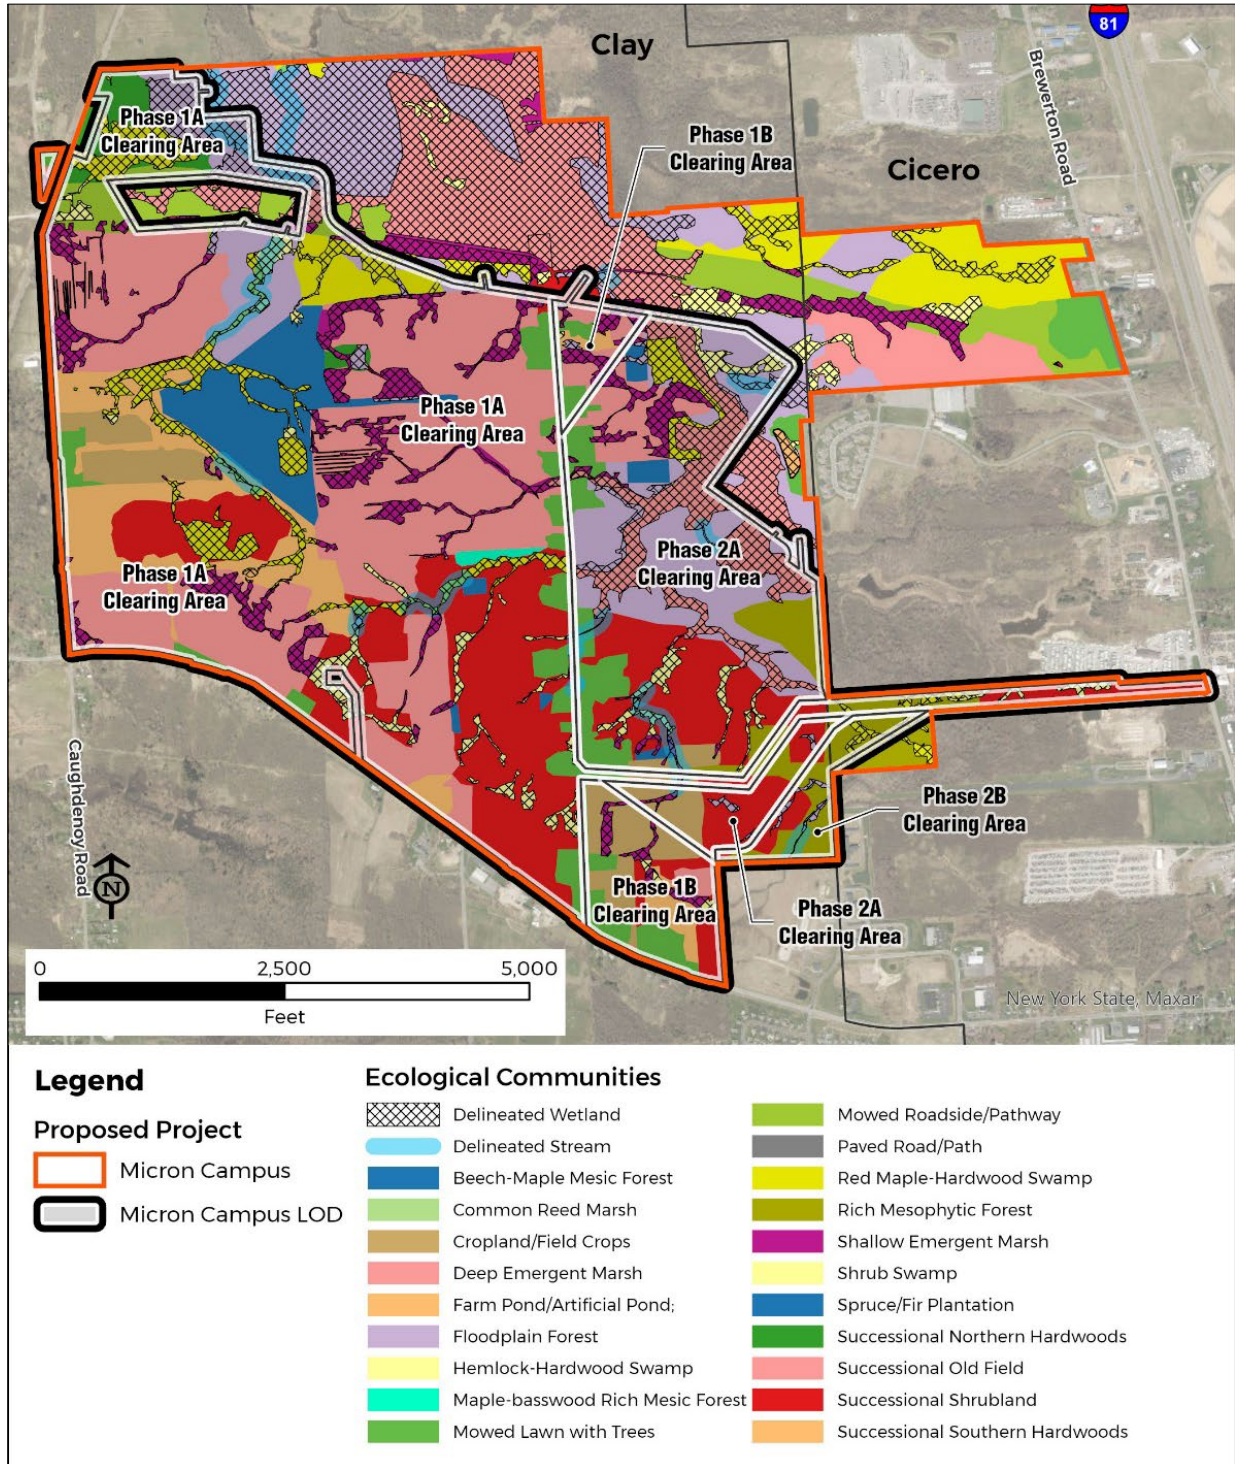 81
Clay
Brewerton Road
Phase 1A
Clearing Area
Phase 1B
Clearing Area
Cicero
Phase 1A
Clearing Area
Phase 2A
Clearing Area
Phase 1A
Clearing Area
Caughdenoy Road
Phase 2B
Clearing Area
Phase 1B
Clearing Area
Phase 2A
Clearing Area
N
0 2,500 5,000
Feet
New York State, Maxar
Legend
Proposed Project
Micron Campus
Micron Campus LOD
Ecological Communities
Delineated Wetland
Delineated Stream
Beech-Maple Mesic Forest
Common Reed Marsh
Cropland/Field Crops
Deep Emergent Marsh
Farm Pond/Artificial Pond;
Floodplain Forest
Hemlock-Hardwood Swamp
Maple-basswood Rich Mesic Forest
Mowed Lawn with Trees
Mowed Roadside/Pathway
Paved Road/Path
Red Maple-Hardwood Swamp
Rich Mesophytic Forest
Shallow Emergent Marsh
Shrub Swamp
Spruce/Fir Plantation
Successional Northern Hardwoods
Successional Old Field
Successional Shrubland
Successional Southern Hardwoods